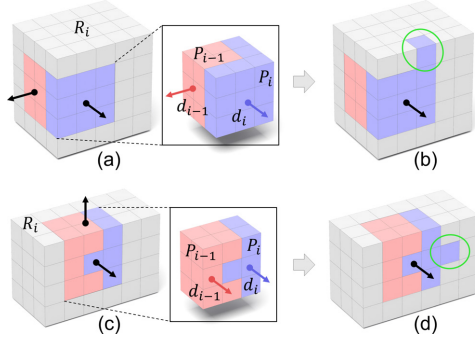 R_i
P_{i-1}
P_i
d_{i-1}
d_i
(a)
(b)
R_i
P_{i-1}
P_i
d_{i-1}
d_i
(c)
(d)